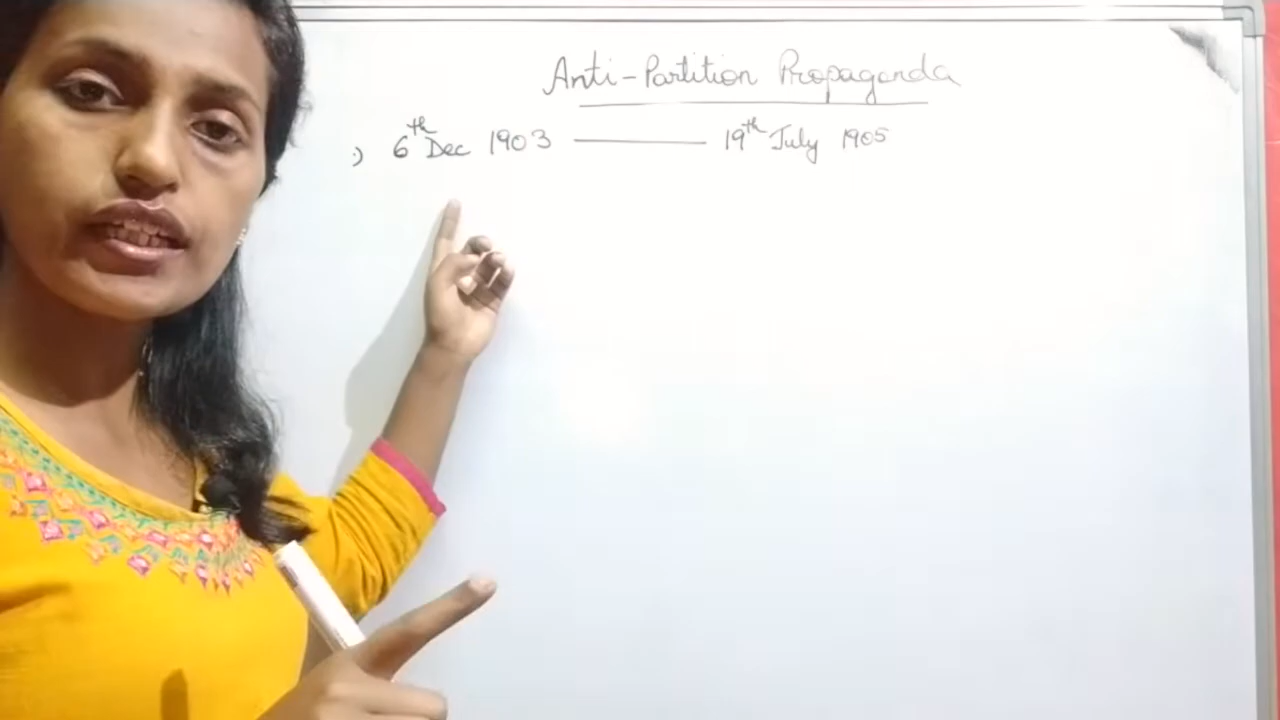 Anti-Partition Propaganda
:) 6th Dec 1903 ——— 19th July 1905